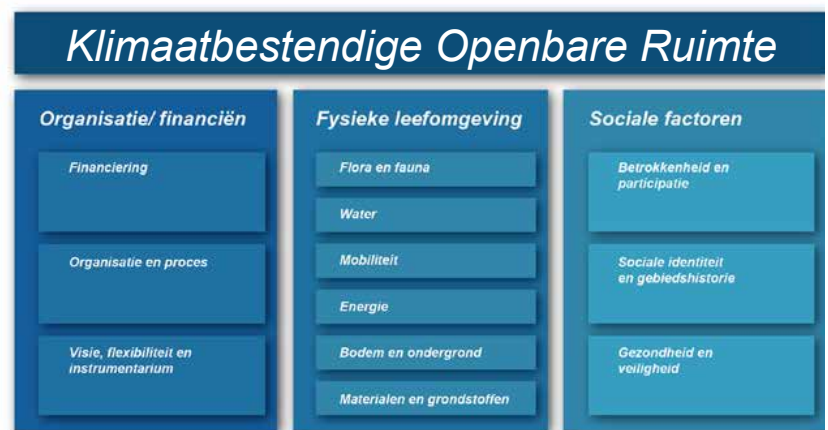 Klimaatbestendige Openbare Ruimte
Organisatie/ financiën
Financiering
Organisatie en proces
Visie, flexibiliteit en
instrumentarium
Fysieke leefomgeving
Flora en fauna
Water
Mobiliteit
Energie
Bodem en ondergrond
Materialen en grondstoffen
Sociale factoren
Betrokkenheid en
participatie
Sociale identiteit
en gebiedshistorie
Gezondheid en
veiligheid